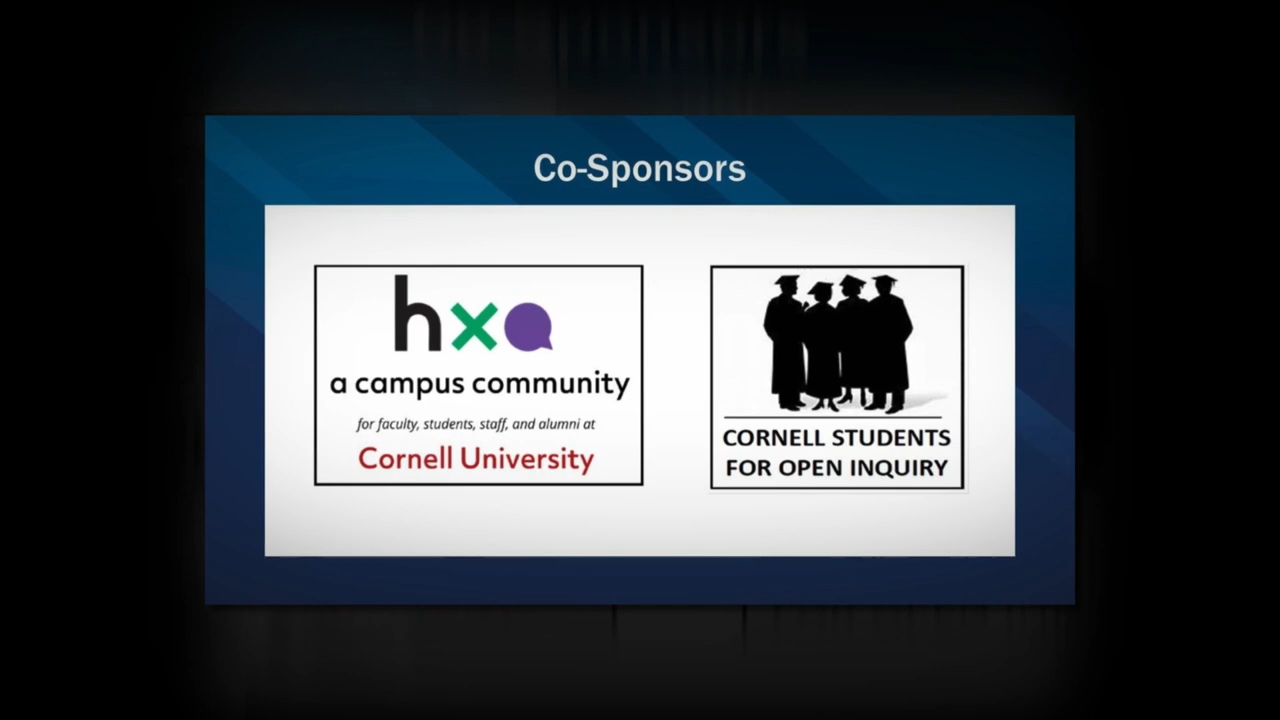 Co-Sponsors
hxa
a campus community
for faculty, students, staff, and alumni at
Cornell University
CORNELL STUDENTS
FOR OPEN INQUIRY